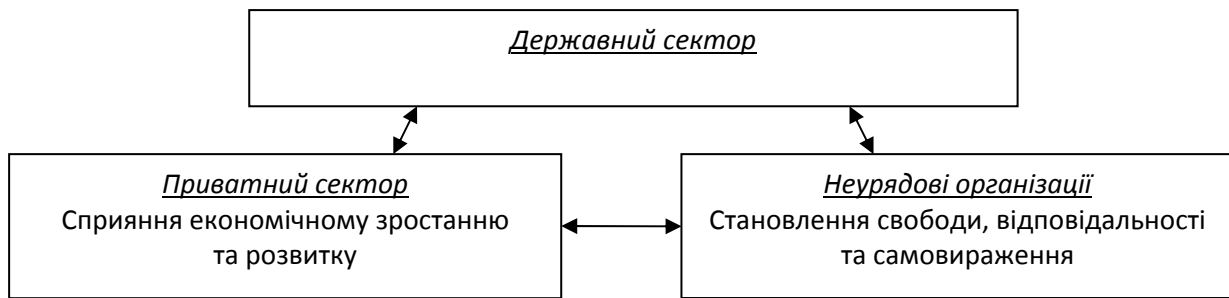 Державний сектор
Приватний сектор
Сприяння економічному зростанню
та розвитку
Неурядові організації
Становлення свободи, відповідальності
та самовираження